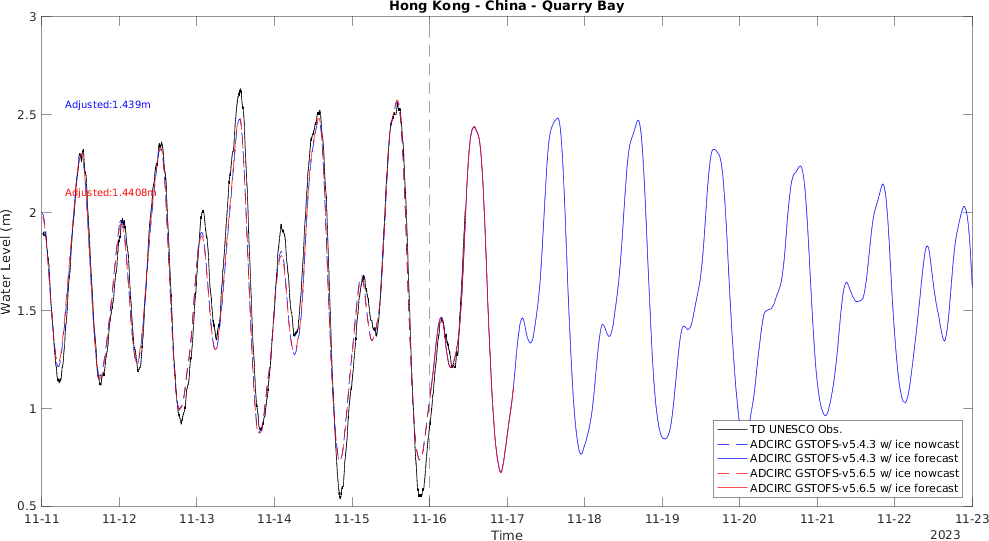 Hong Kong - China - Quarry Bay
Water Level (m)
3
2.5
2
1.5
1
0.5
Adjusted:1.439m
Adjusted:1.4408m
TD UNESCO Obs.
ADCIRC GSTOFS-v5.4.3 w/ ice nowcast
ADCIRC GSTOFS-v5.4.3 w/ ice forecast
ADCIRC GSTOFS-v5.6.5 w/ ice nowcast
ADCIRC GSTOFS-v5.6.5 w/ ice forecast
11-11 11-12 11-13 11-14 11-15 11-16 11-17 11-18 11-19 11-20 11-21 11-22 11-23
Time
2023